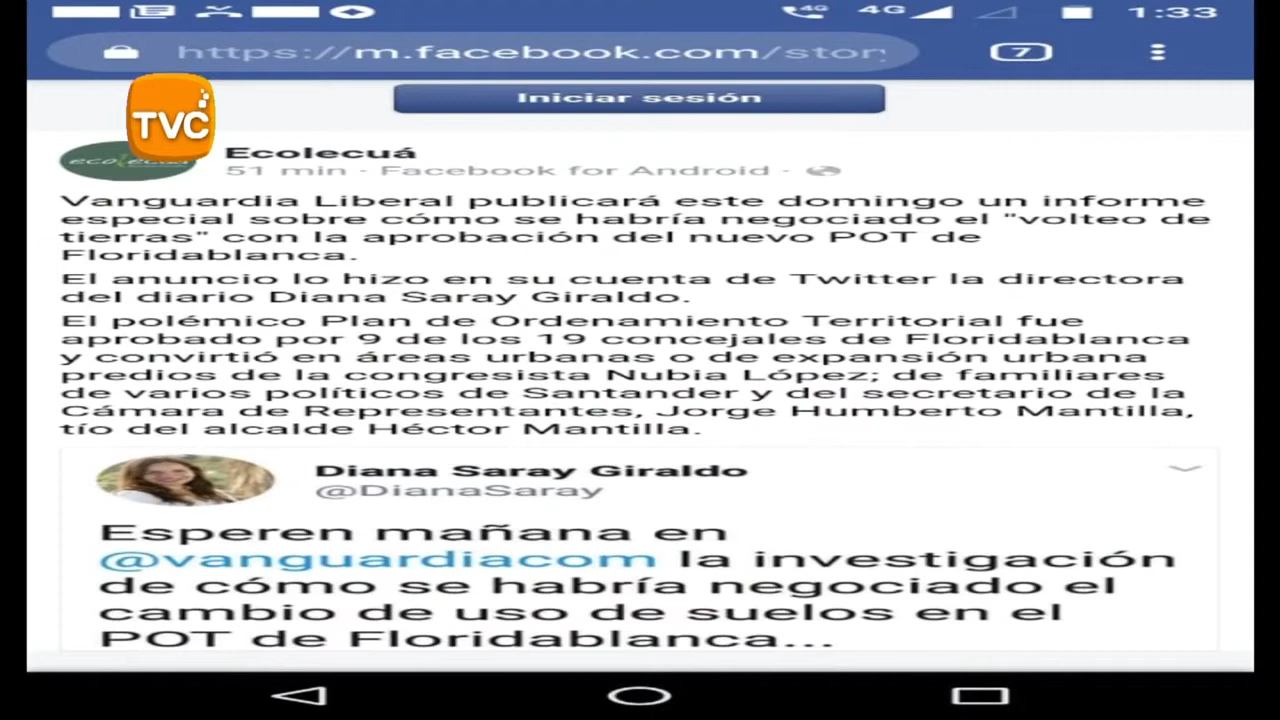 4G 4G 1:33
https://m.facebook.com/story
7
Iniciar sesión
TVC
Ecolecuá
51 min · Facebook for Android ·
Vanguardia Liberal publicará este domingo un informe
especial sobre cómo se habría negociado el "volteo de
tierras" con la aprobación del nuevo POT de
Floridablanca.
El anuncio lo hizo en su cuenta de Twitter la directora
del diario Diana Saray Giraldo.
El polémico Plan de Ordenamiento Territorial fue
aprobado por 9 de los 19 concejales de Floridablanca
y convirtió en áreas urbanas o de expansión urbana
predios de la congresista Nubia López; de familiares
de varios políticos de Santander y del secretario de la
Cámara de Representantes, Jorge Humberto Mantilla,
tío del alcalde Héctor Mantilla.
Diana Saray Giraldo
@DianaSaray
Esperen mañana en
@vanguardiacom la investigación
de cómo se habría negociado el
cambio de uso de suelos en el
POT de Floridablanca...